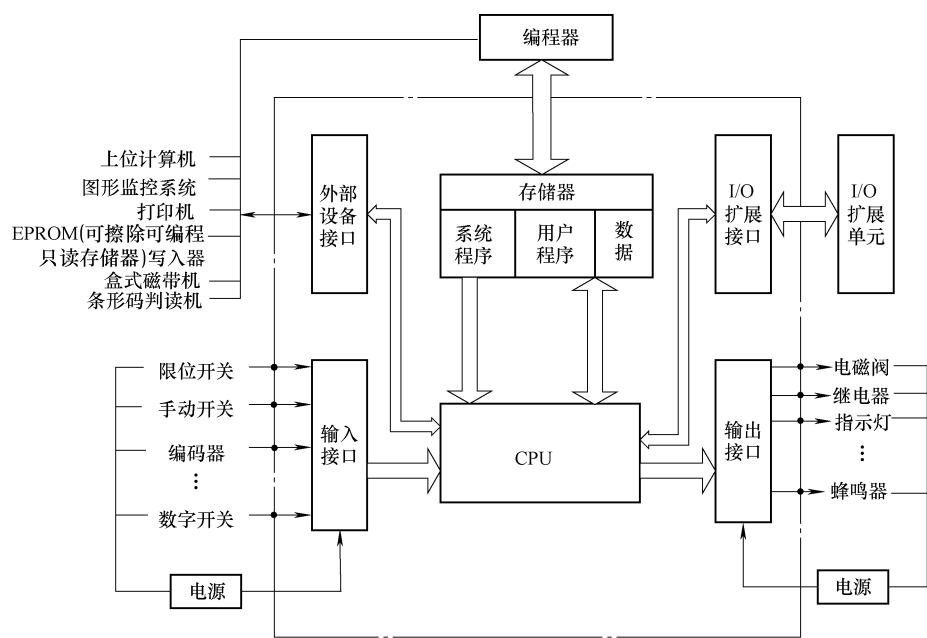 编程器
上位计算机
图形监控系统
打印机
EPROM(可擦除可编程
只读存储器)写入器
盒式磁带机
条形码判读机
外部
设备
接口
存储器
系统
程序
用户
程序
数
据
I/O
扩展
接口
I/O
扩展
单元
限位开关
手动开关
编码器
⋮
数字开关
输入
接口
CPU
输出
接口
电磁阀
继电器
指示灯
⋮
蜂鸣器
电源
电源